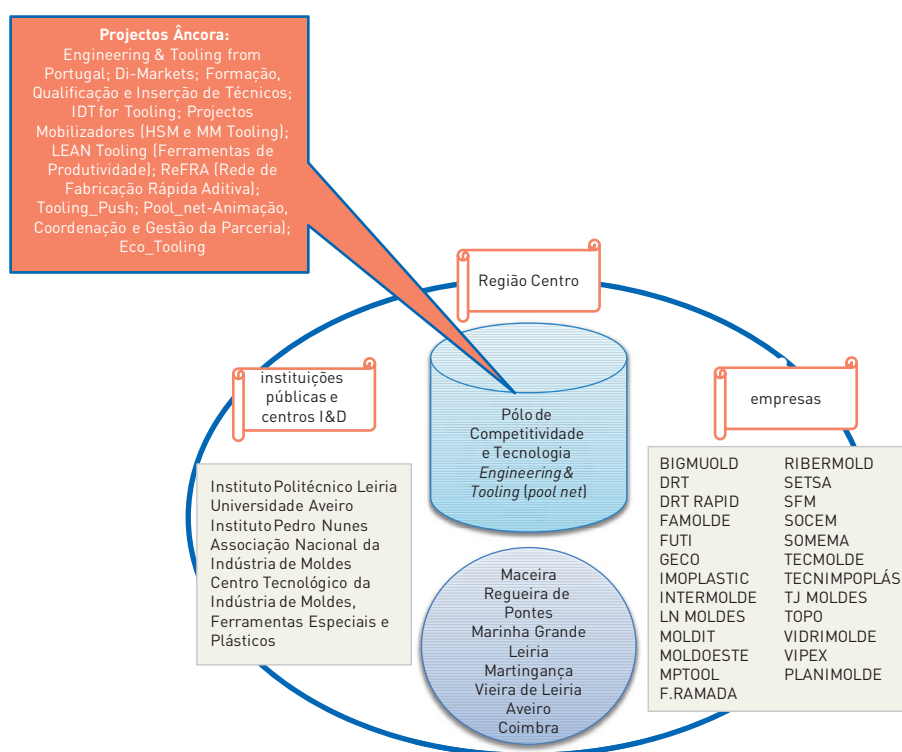 Projectos Âncora:
Engineering & Tooling from
Portugal; Di-Markets; Formação,
Qualificação e Inserção de Técnicos;
IDT for Tooling; Projectos
Mobilizadores (HSM e MM Tooling);
LEAN Tooling (Ferramentas de
Produtividade); ReFRA (Rede de
Fabricação Rápida Aditiva);
Tooling_Push; Pool_net-Animação,
Coordenação e Gestão da Parceria);
Eco_Tooling
Região Centro
instituições
públicas e
centros I&D
Instituto Politécnico Leiria
Universidade Aveiro
Instituto Pedro Nunes
Associação Nacional da
Indústria de Moldes
Centro Tecnológico da
Indústria de Moldes,
Ferramentas Especiais e
Plásticos
Pólo de
Competitividade
e Tecnologia
Engineering &
Tooling (pool net)
Maceira
Regueira de
Pontes
Marinha Grande
Leiria
Martingança
Vieira de Leiria
Aveiro
Coimbra
empresas
BIGMUOLD
DRT
DRT RAPID
FAMOLDE
FUTI
GECO
IMOPLASTIC
INTERMOLDE
LN MOLDES
MOLDIT
MOLDOESTE
MPTOOL
F.RAMADA
RIBERMOLD
SETSA
SFM
SOCEM
SOMEMA
TECMOLDE
TECNIMPOPLÁS
TJ MOLDES
TOPO
VIDRIMOLDE
VIPEX
PLANIMOLDE